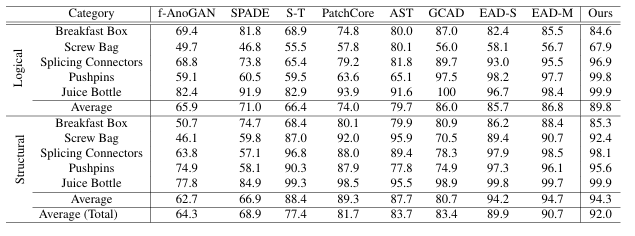 Category f-AnoGAN SPADE S-T PatchCore AST GCAD EAD-S EAD-M Ours
Logical
Breakfast Box 69.4 81.8 68.9 74.8 80.0 87.0 82.4 85.5 84.6
Screw Bag 49.7 46.8 55.5 57.8 80.1 56.0 58.1 56.7 67.9
Splicing Connectors 68.8 73.8 65.4 79.2 81.8 89.7 93.0 95.5 96.9
Pushpins 59.1 60.5 59.5 63.6 65.1 97.5 98.2 97.7 99.8
Juice Bottle 82.4 91.9 82.9 93.9 91.6 100 96.7 98.4 99.9
Average 65.9 71.0 66.4 74.0 79.7 86.0 85.7 86.8 89.8
Structural
Breakfast Box 50.7 74.7 68.4 80.1 79.9 80.9 86.2 88.4 85.3
Screw Bag 46.1 59.8 87.0 92.0 95.9 70.5 89.4 90.7 92.4
Splicing Connectors 63.8 57.1 96.8 88.0 89.4 78.3 97.9 98.5 98.1
Pushpins 74.9 58.1 90.3 87.9 77.8 74.9 97.3 96.1 95.6
Juice Bottle 77.8 84.9 99.3 98.5 95.5 98.9 99.8 99.7 99.9
Average 62.7 66.9 88.4 89.3 87.7 80.7 94.2 94.7 94.3
Average (Total) 64.3 68.9 77.4 81.7 83.7 83.4 89.9 90.7 92.0